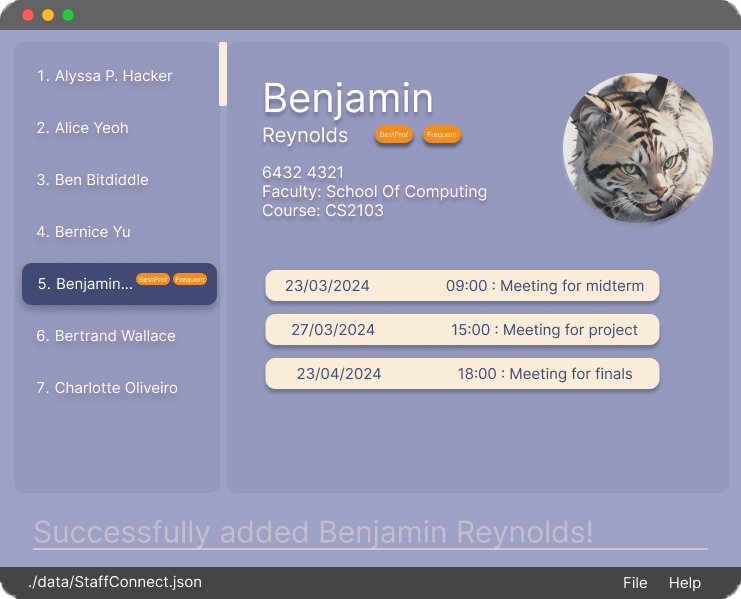 1. Alyssa P. Hacker
2. Alice Yeoh
3. Ben Bitdiddle
4. Bernice Yu
5. Benjamin... BestProf Frequent
6. Bertrand Wallace
7. Charlotte Oliveiro
Benjamin
Reynolds BestProf Frequent
6432 4321
Faculty: School Of Computing
Course: CS2103
23/03/2024 09:00 : Meeting for midterm
27/03/2024 15:00 : Meeting for project
23/04/2024 18:00 : Meeting for finals
Successfully added Benjamin Reynolds!
./data/StaffConnect.json File Help